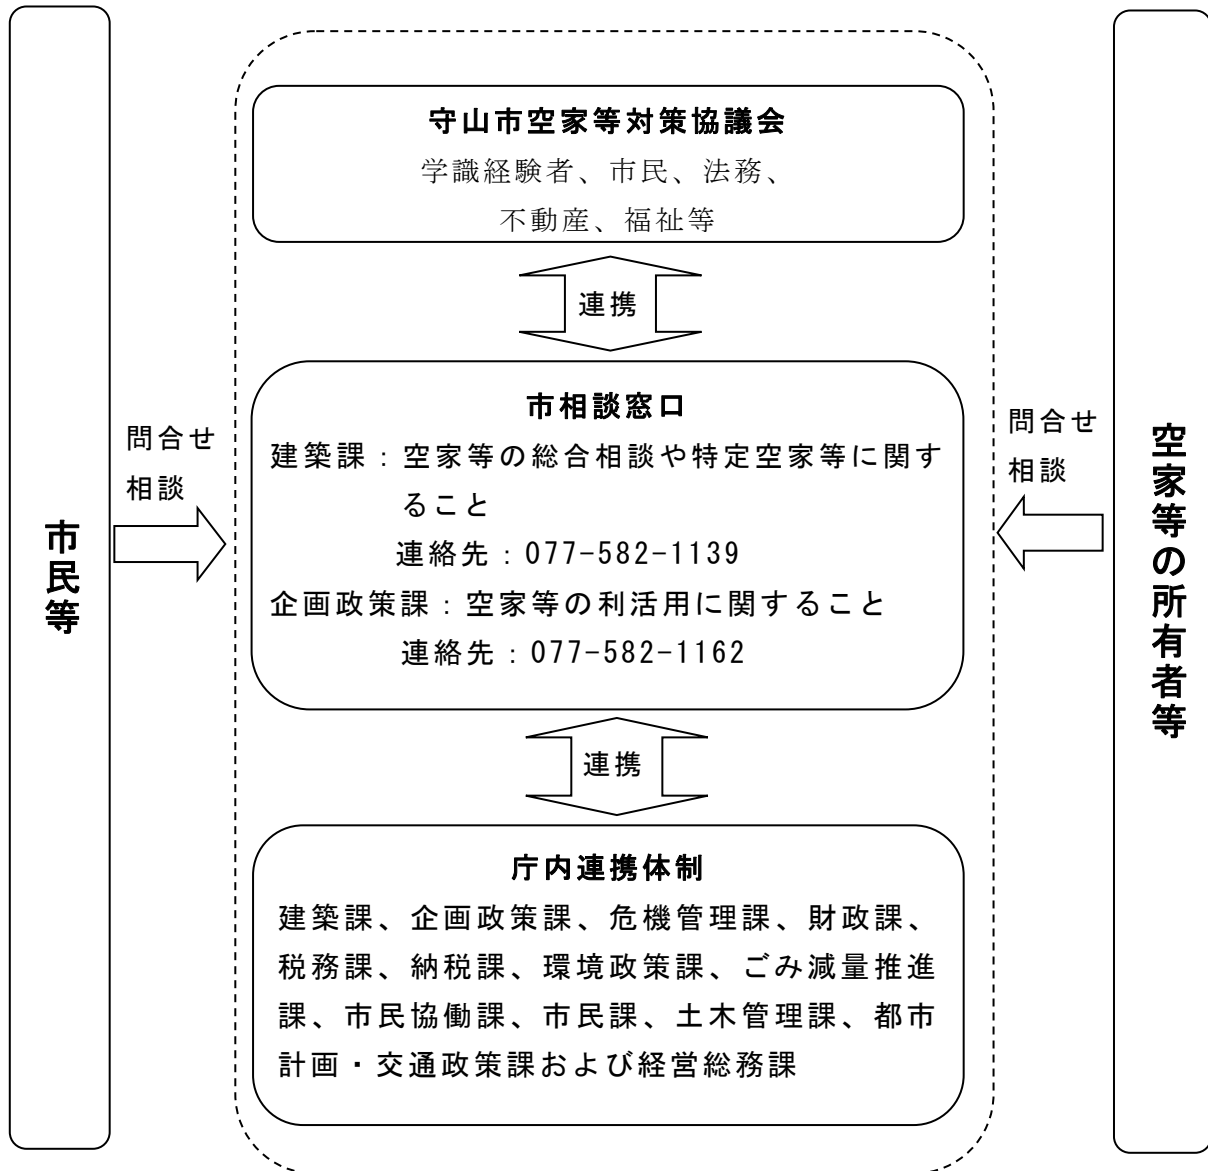 守山市空家等対策協議会
学識経験者、市民、法務、
不動産、福祉等
連携
市相談窓口
建築課：空家等の総合相談や特定空家等に関す
ること
連絡先：077-582-1139
企画政策課：空家等の利活用に関すること
連絡先：077-582-1162
連携
庁内連携体制
建築課、企画政策課、危機管理課、財政課、
税務課、納税課、環境政策課、ごみ減量推進
課、市民協働課、市民課、土木管理課、都市
計画・交通政策課および経営総務課
市民等
問合せ
相談
問合せ
相談
空家等の所有者等